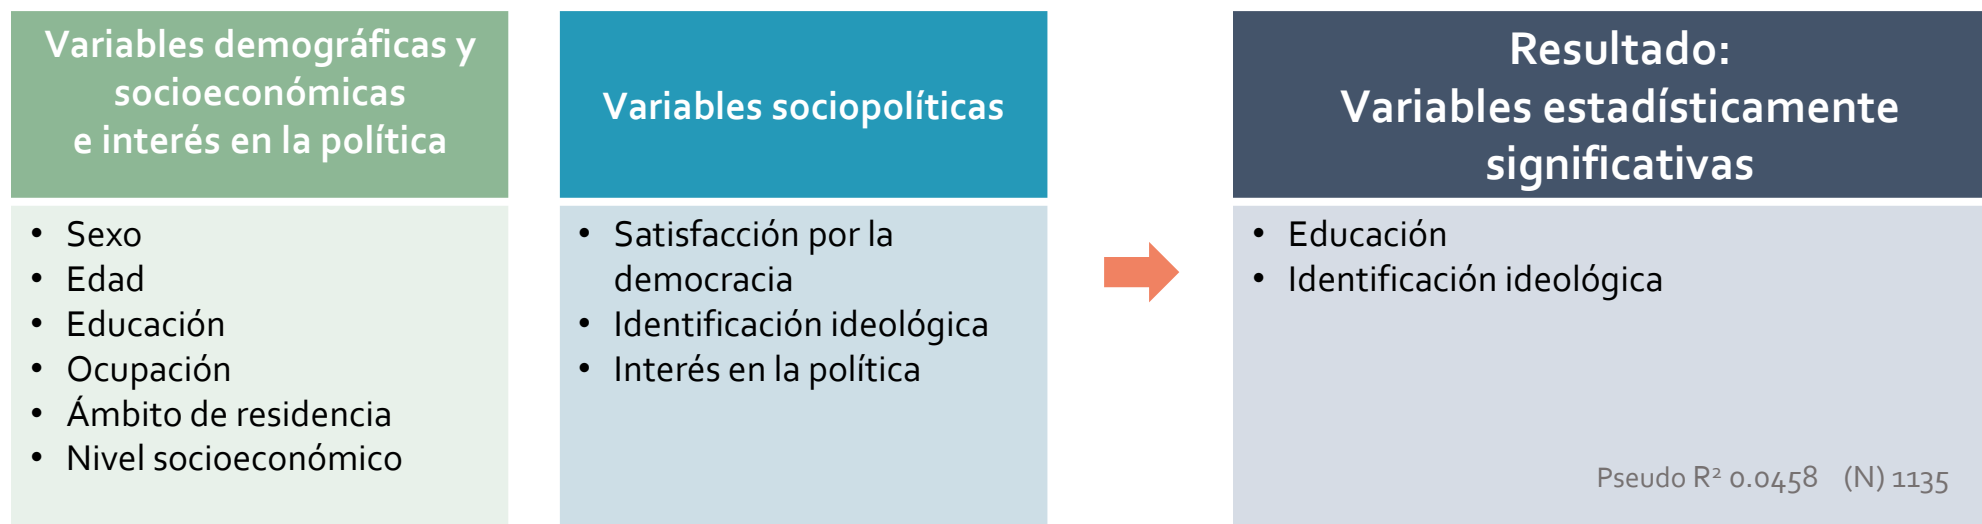 Variables demográficas y
socioeconómicas
e interés en la política
• Sexo
• Edad
• Educación
• Ocupación
• Ámbito de residencia
• Nivel socioeconómico
Variables sociopolíticas
• Satisfacción por la
democracia
• Identificación ideológica
• Interés en la política
Resultado:
Variables estadísticamente
significativas
• Educación
• Identificación ideológica
Pseudo R² 0.0458 (N) 1135